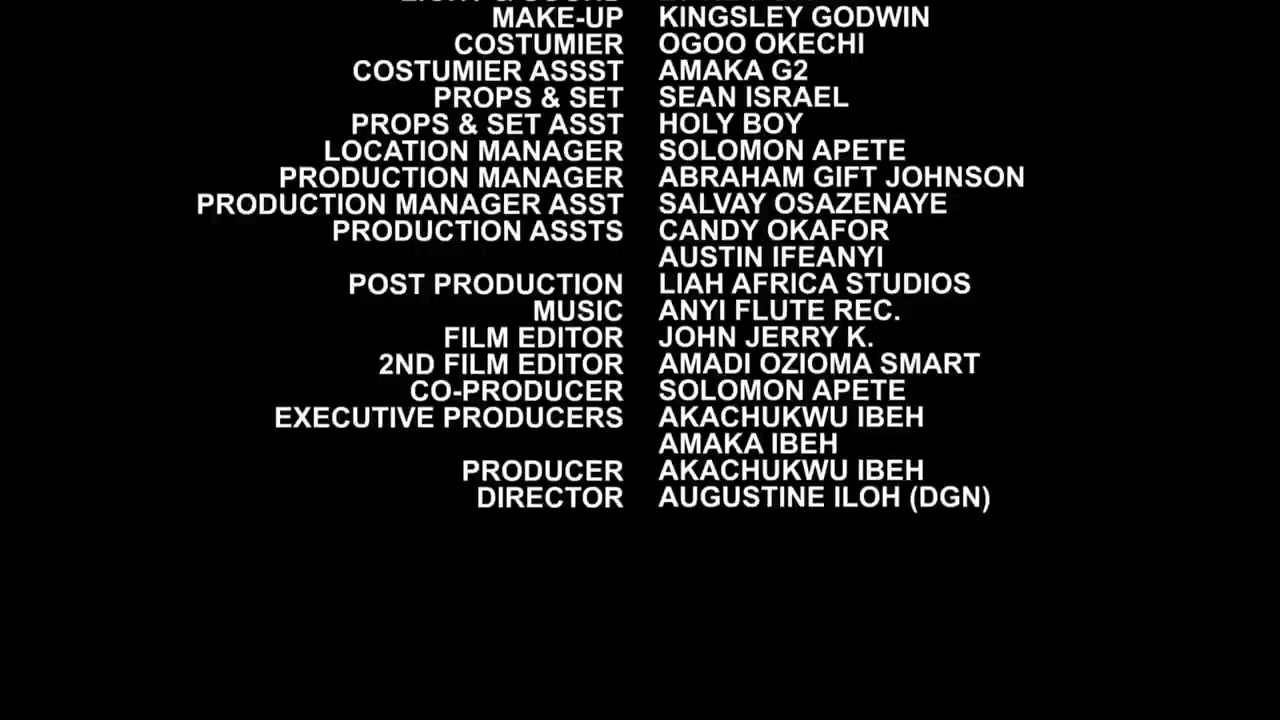 MAKE-UP KINGSLEY GODWIN
COSTUMIER OGOO OKECHI
COSTUMIER ASSST AMAKA G2
PROPS & SET SEAN ISRAEL
PROPS & SET ASST HOLY BOY
LOCATION MANAGER SOLOMON APETE
PRODUCTION MANAGER ABRAHAM GIFT JOHNSON
PRODUCTION MANAGER ASST SALVAY OSAZENAYE
PRODUCTION ASSTS CANDY OKAFOR
AUSTIN IFEANYI
POST PRODUCTION LIAH AFRICA STUDIOS
MUSIC ANYI FLUTE REC.
FILM EDITOR JOHN JERRY K.
2ND FILM EDITOR AMADI OZIOMA SMART
CO-PRODUCER SOLOMON APETE
EXECUTIVE PRODUCERS AKACHUKWU IBEH
AMAKA IBEH
PRODUCER AKACHUKWU IBEH
DIRECTOR AUGUSTINE ILOH (DGN)